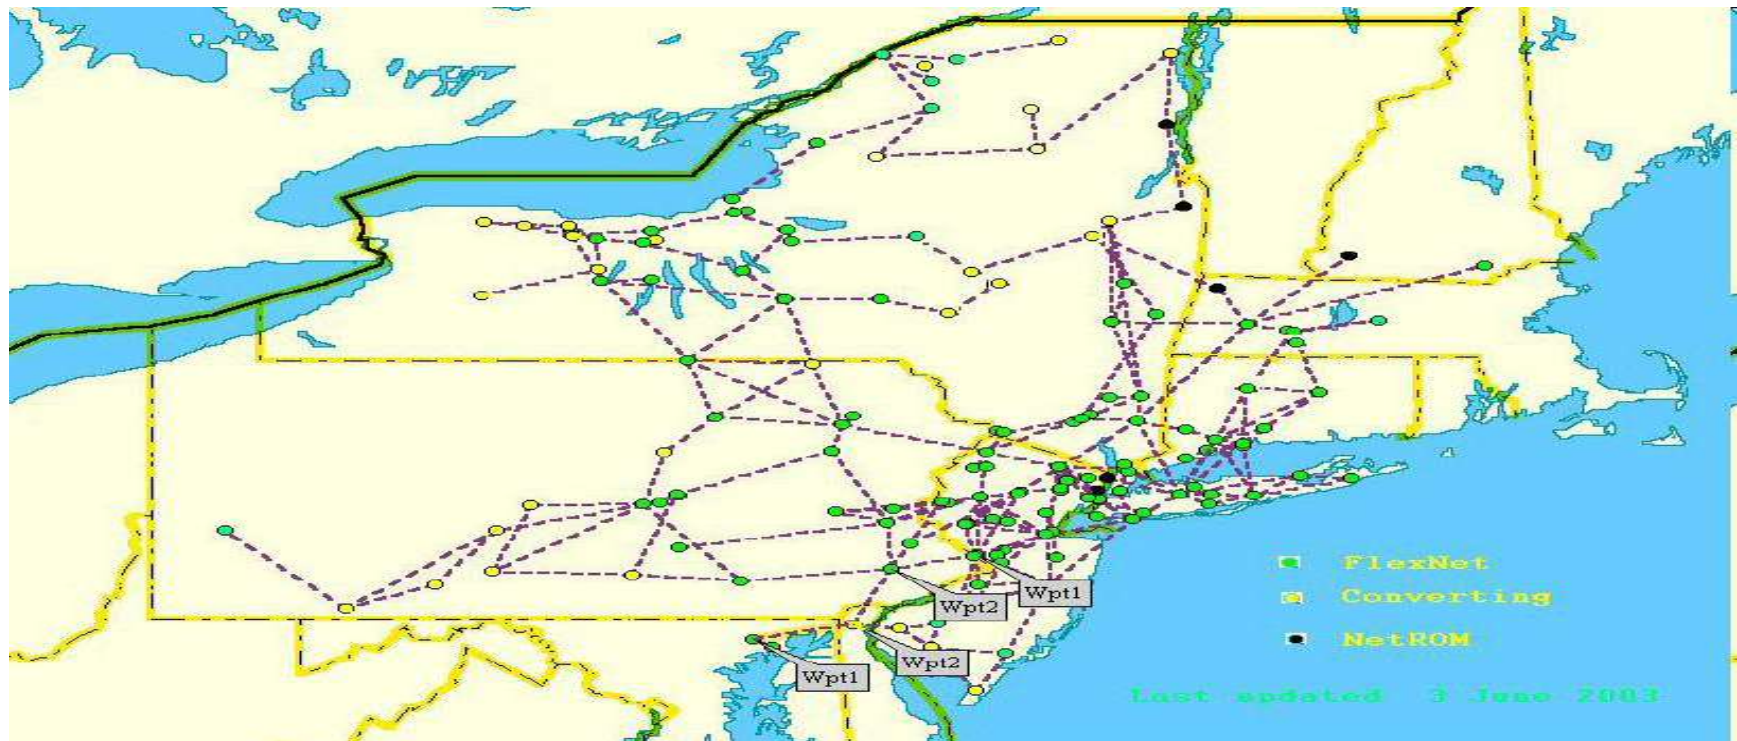 FlexNet
Wpt1
Converting
Wpt2
NetROM
Wpt2
Wpt1
Last updated 3 June 2003